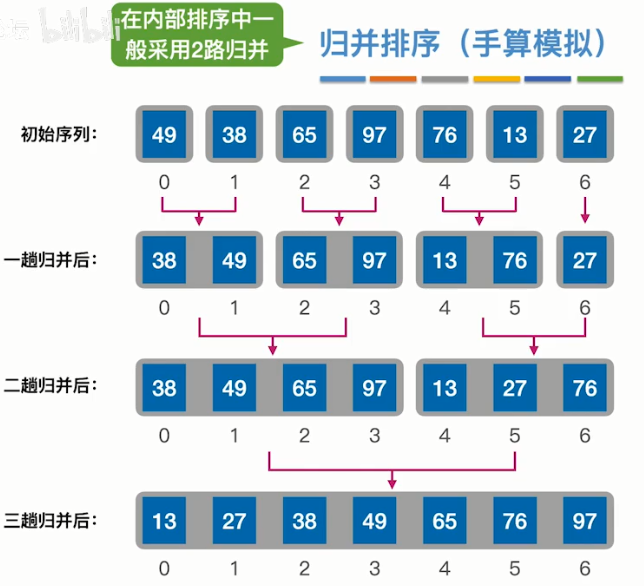 坛 bilibili
在内部排序中一
般采用2路归并
归并排序（手算模拟）
初始序列： 49 38 65 97 76 13 27
0 1 2 3 4 5 6
一趟归并后： 38 49 65 97 13 76 27
0 1 2 3 4 5 6
二趟归并后： 38 49 65 97 13 27 76
0 1 2 3 4 5 6
三趟归并后： 13 27 38 49 65 76 97
0 1 2 3 4 5 6